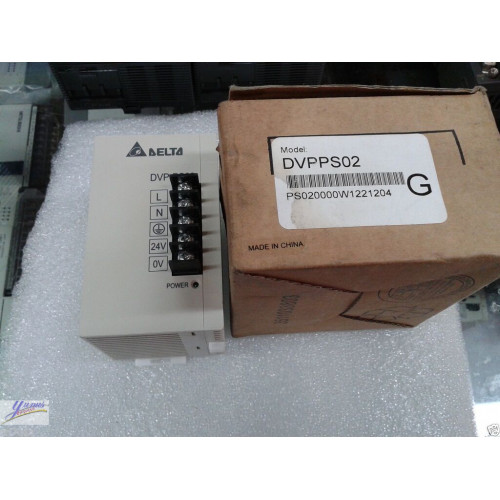 DELTA
DVP
L
N
24V
0V
POWER
Model:
DVPPS02
PS020000W1221204
G
MADE IN CHINA